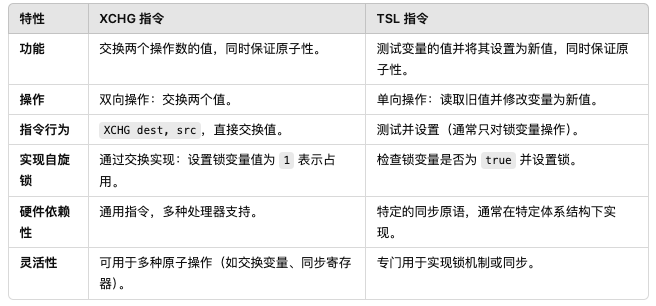 特性 XCHG 指令 TSL 指令
功能 交换两个操作数的值，同时保证原子性。 测试变量的值并将其设置为新值，同时保证原
子性。
操作 双向操作：交换两个值。 单向操作：读取旧值并修改变量为新值。
指令行为 XCHG dest, src，直接交换值。 测试并设置（通常只对锁变量操作）。
实现自旋 通过交换实现：设置锁变量值为 1 表示占 检查锁变量是否为 true 并设置锁。
锁 用。
硬件依赖 通用指令，多种处理器支持。 特定的同步原语，通常在特定体系结构下实
性 现。
灵活性 可用于多种原子操作（如交换变量、同步寄存 专门用于实现锁机制或同步。
器）。